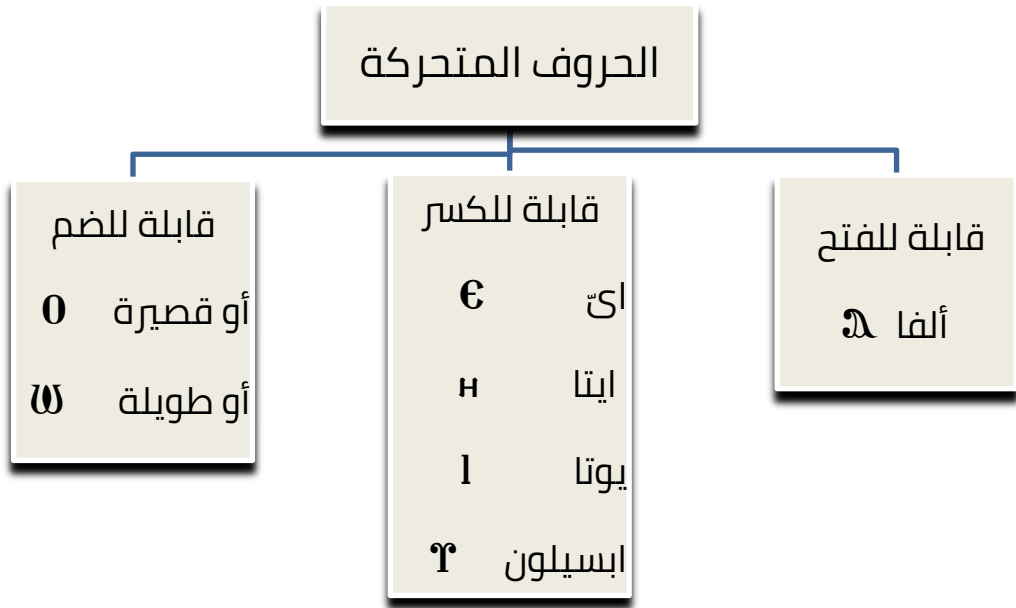 الحروف المتحركة
قابلة للفتح
ألفا ⲁ
قابلة للكسر
اىّ ⲉ
ايتا ⲏ
يوتا ⲓ
ابسيلون ⲩ
قابلة للضم
أو قصيرة ⲟ
أو طويلة ⲱ